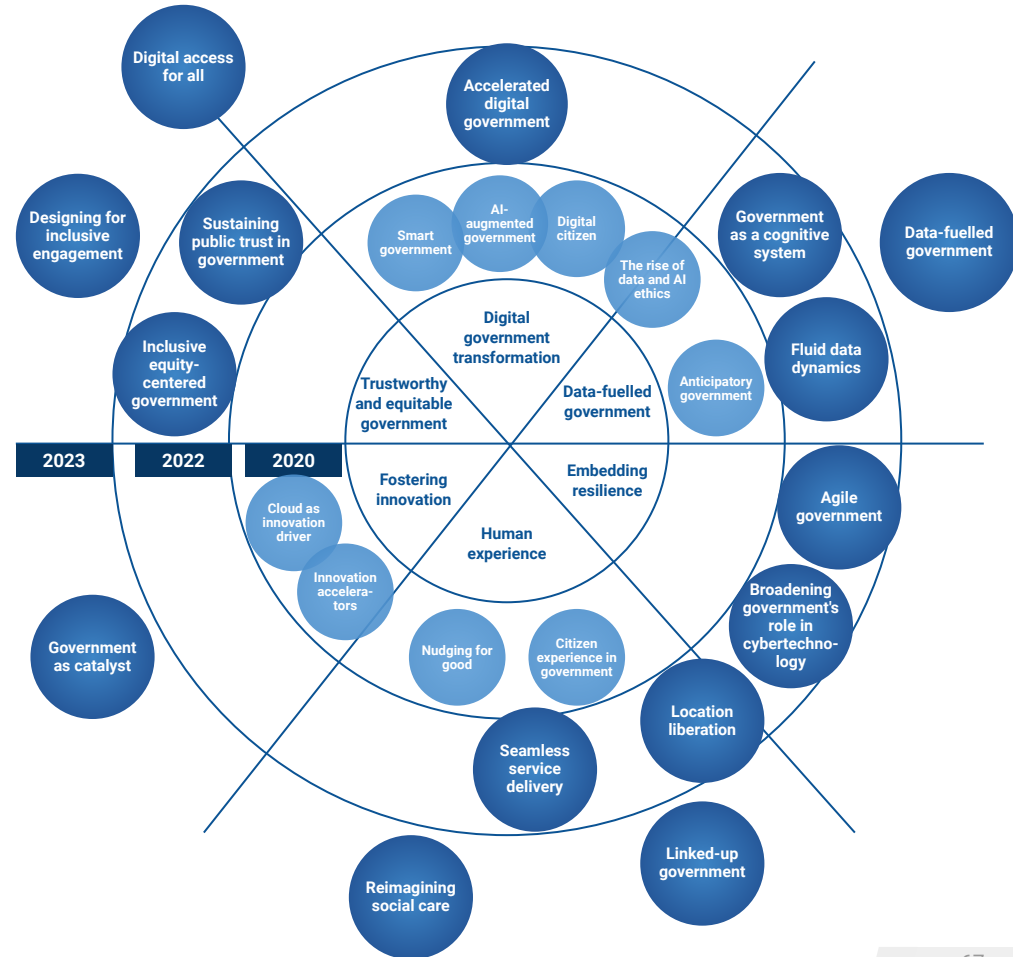 Digital access
for all
Accelerated
digital
government
Designing for
inclusive
engagement
Sustaining
public trust in
government
Smart
government
AI-
augmented
government
Digital
citizen
The rise of
data and AI
ethics
Government
as a cognitive
system
Data-fuelled
government
Inclusive
equity-
centered
government
Digital
government
transformation
Trustworthy
and equitable
government
Data-fuelled
government
Anticipatory
government
Fluid data
dynamics
2023
2022
2020
Fostering
innovation
Embedding
resilience
Human
experience
Cloud as
innovation
driver
Innovation
accelera-
tors
Agile
government
Broadening
government's
role in
cybertechno-
logy
Government
as catalyst
Nudging for
good
Citizen
experience in
government
Location
liberation
Seamless
service
delivery
Linked-up
government
Reimagining
social care